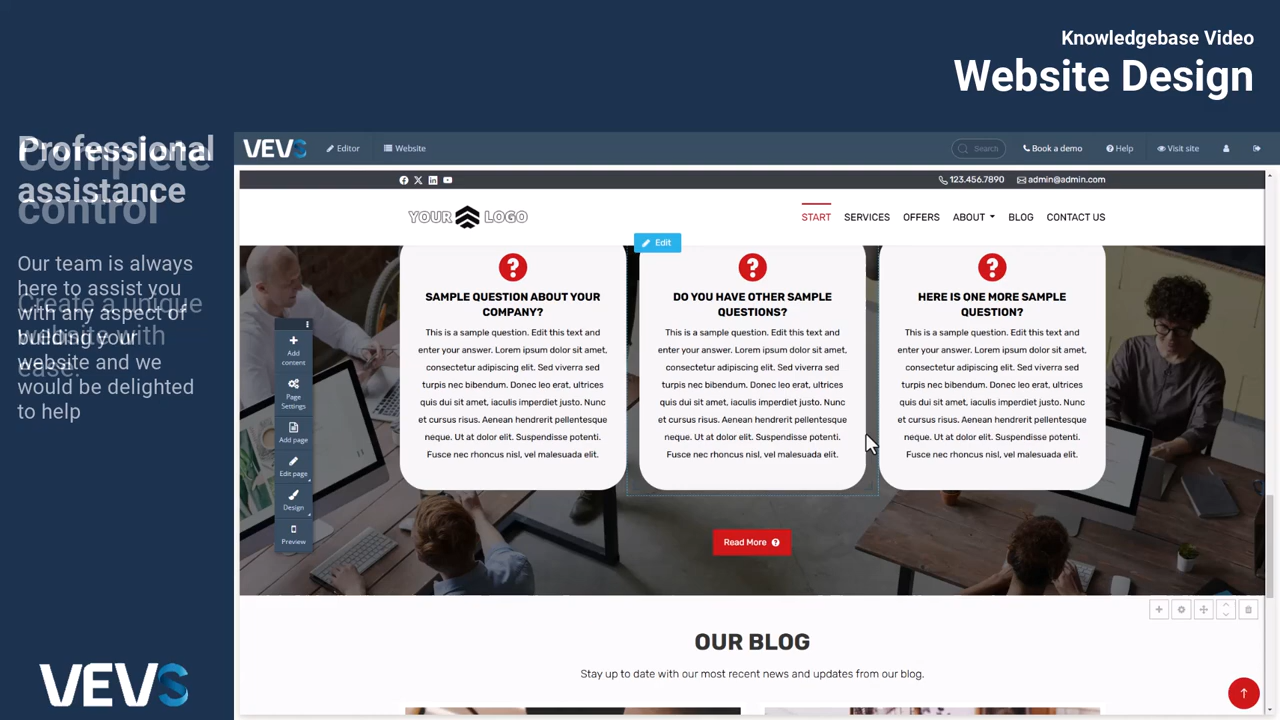 Knowledgebase Video
Website Design
Professional
assistance
Our team is always
here to assist you
with any aspect of
building your
website and we
would be delighted
to help
Complete
control
Create a unique
website with
ease.
VEVS
VEVS
Editor
Website
Search
Book a demo
Help
Visit site
123.456.7890
admin@admin.com
YOUR LOGO
START
SERVICES
OFFERS
ABOUT
BLOG
CONTACT US
Edit
Add
content
Page
Settings
Add page
Edit page
Design
Preview
SAMPLE QUESTION ABOUT YOUR
COMPANY?
This is a sample question. Edit this text and
enter your answer. Lorem ipsum dolor sit amet,
consectetur adipiscing elit. Sed viverra sed
turpis nec bibendum. Donec leo erat, ultrices
quis dui sit amet, iaculis imperdiet justo. Nunc
et cursus risus. Aenean hendrerit pellentesque
neque. Ut at dolor elit. Suspendisse potenti.
Fusce nec rhoncus nisl, vel malesuada elit.
DO YOU HAVE OTHER SAMPLE
QUESTIONS?
This is a sample question. Edit this text and
enter your answer. Lorem ipsum dolor sit amet,
consectetur adipiscing elit. Sed viverra sed
turpis nec bibendum. Donec leo erat, ultrices
quis dui sit amet, iaculis imperdiet justo. Nunc
et cursus risus. Aenean hendrerit pellentesque
neque. Ut at dolor elit. Suspendisse potenti.
Fusce nec rhoncus nisl, vel malesuada elit.
HERE IS ONE MORE SAMPLE
QUESTION?
This is a sample question. Edit this text and
enter your answer. Lorem ipsum dolor sit amet,
consectetur adipiscing elit. Sed viverra sed
turpis nec bibendum. Donec leo erat, ultrices
quis dui sit amet, iaculis imperdiet justo. Nunc
et cursus risus. Aenean hendrerit pellentesque
neque. Ut at dolor elit. Suspendisse potenti.
Fusce nec rhoncus nisl, vel malesuada elit.
Read More
OUR BLOG
Stay up to date with our most recent news and updates from our blog.